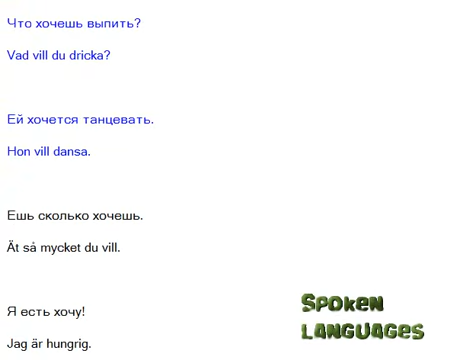 Что хочешь выпить?
Vad vill du dricka?
Ей хочется танцевать.
Hon vill dansa.
Ешь сколько хочешь.
Ät så mycket du vill.
Я есть хочу!
Jag är hungrig.
Spoken
Languages